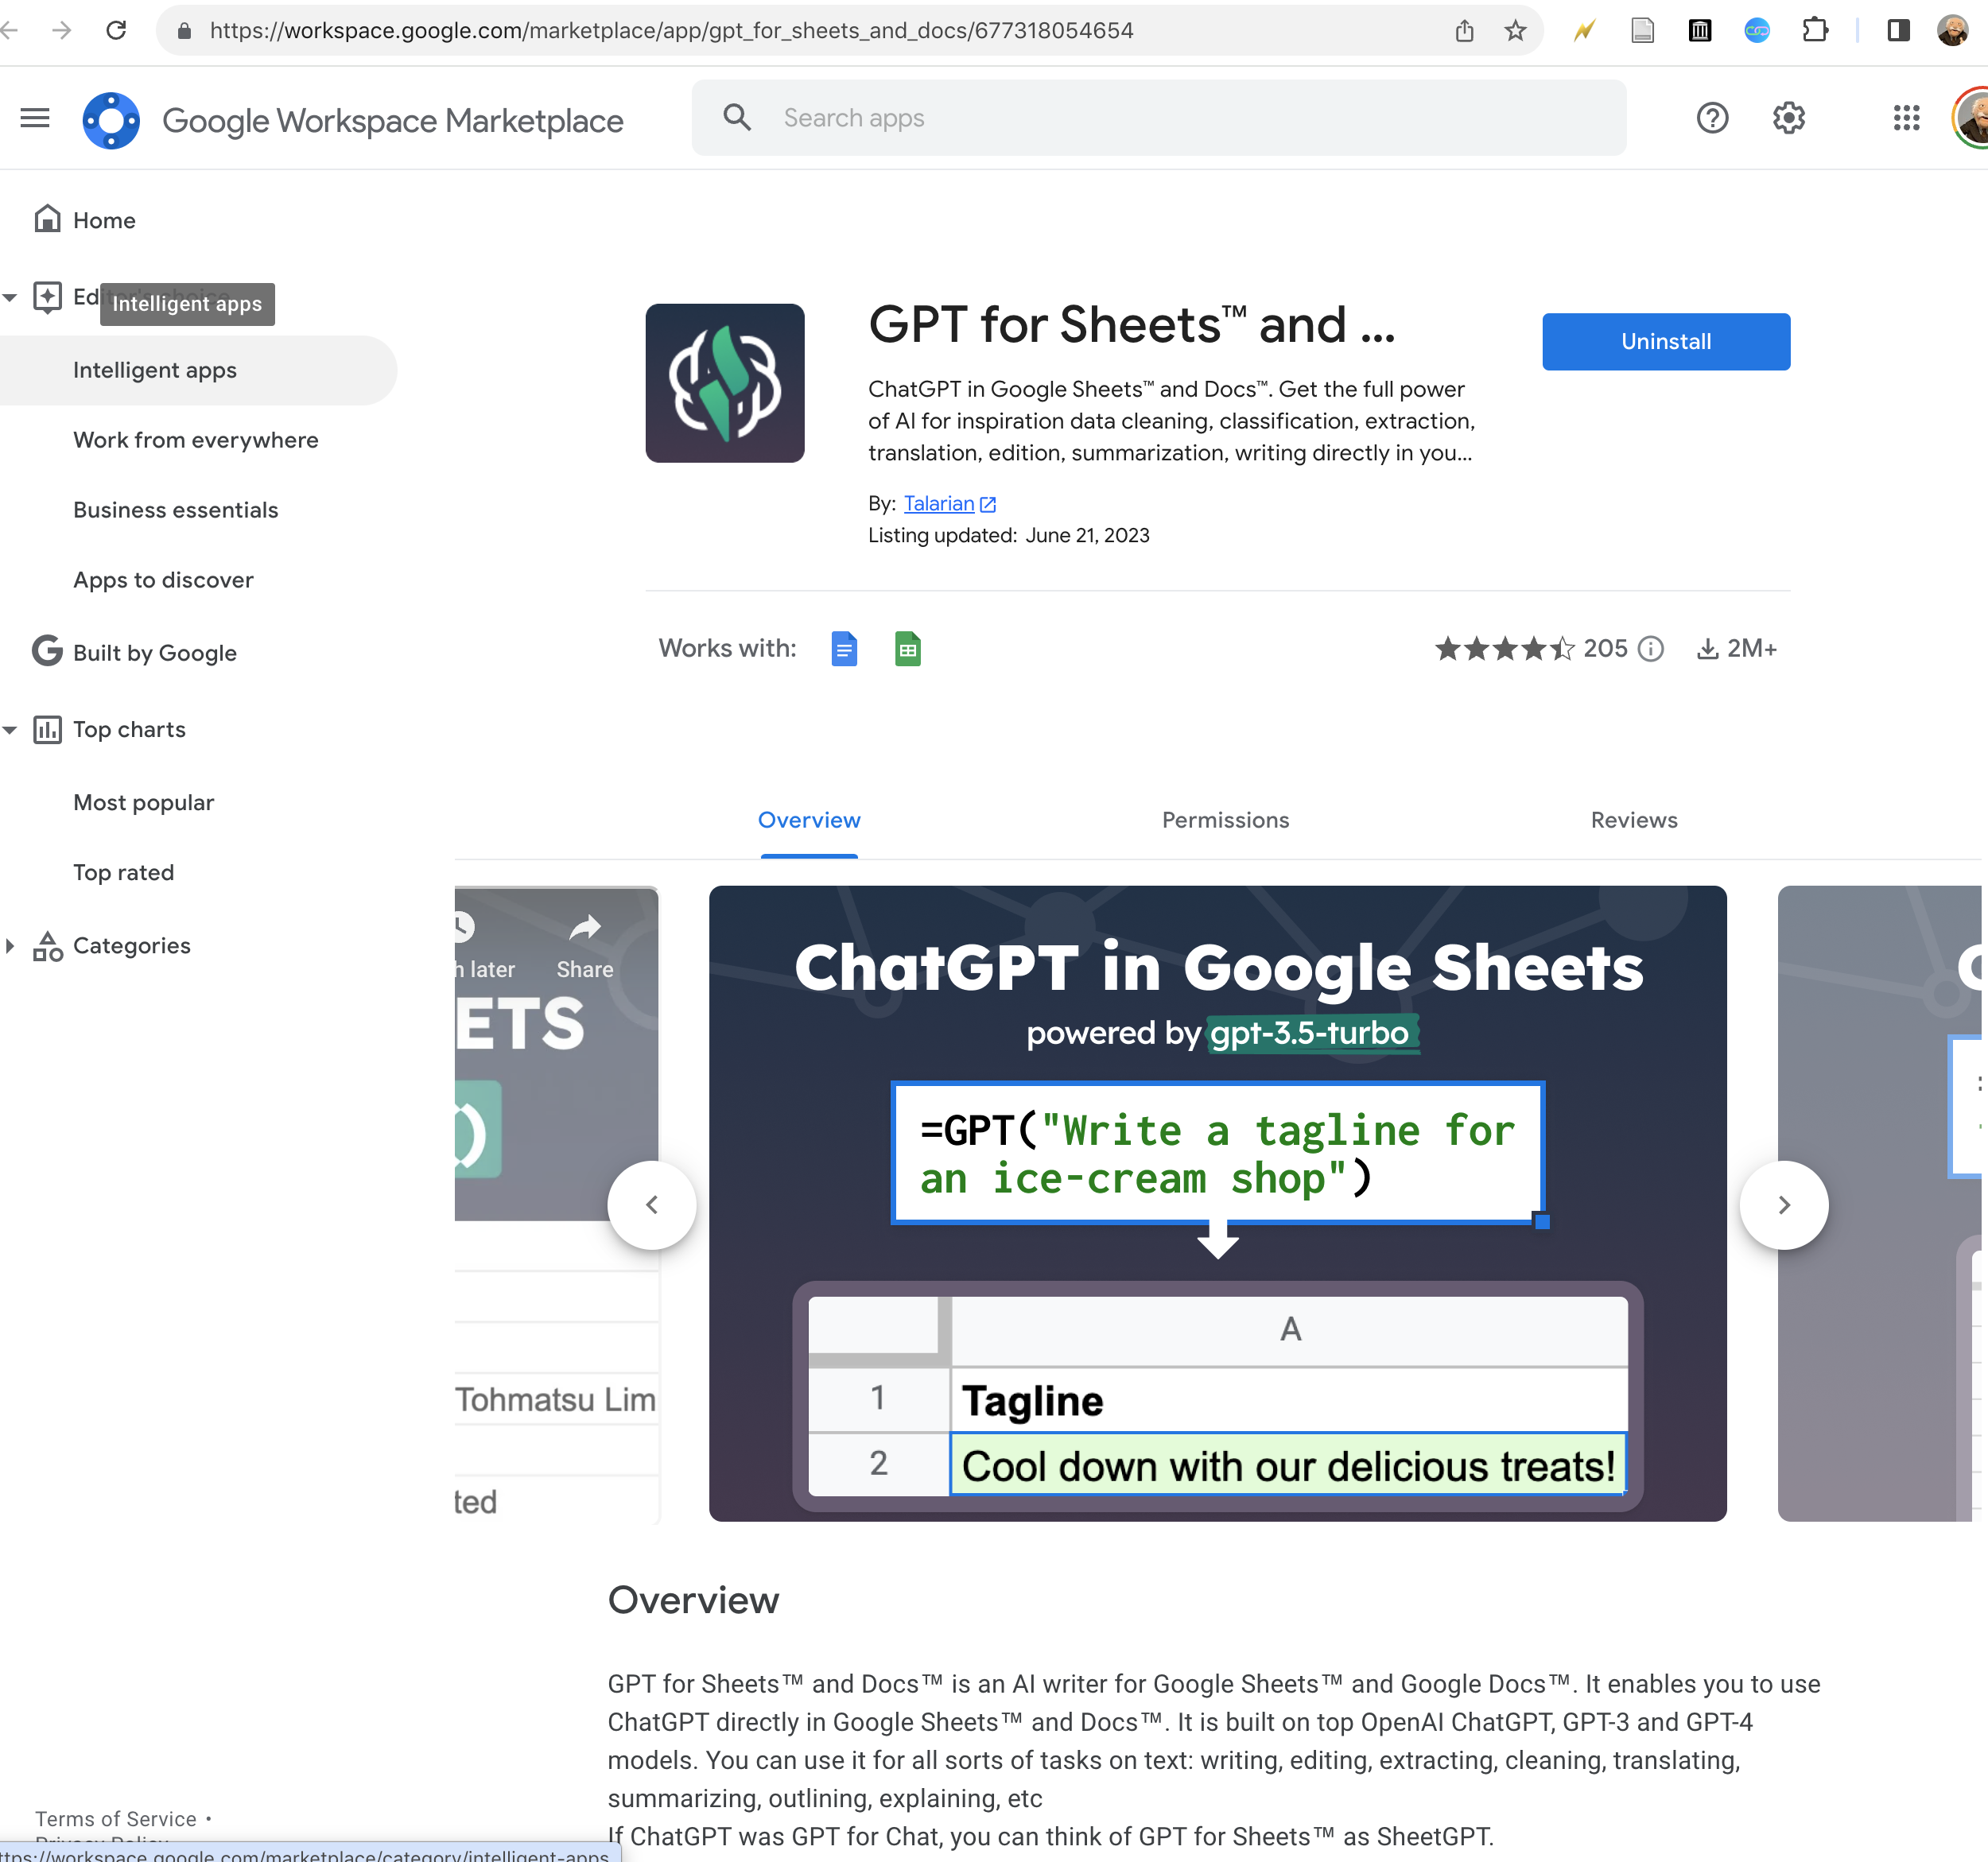 https://workspace.google.com/marketplace/app/gpt_for_sheets_and_docs/677318054654
Google Workspace Marketplace
Search apps
Home
Intelligent apps
Intelligent apps
Work from everywhere
Business essentials
Apps to discover
Built by Google
Top charts
Most popular
Top rated
Categories
GPT for Sheets™ and ...
Uninstall
ChatGPT in Google Sheets™ and Docs™. Get the full power
of AI for inspiration data cleaning, classification, extraction,
translation, edition, summarization, writing directly in you...
By: Talarian
Listing updated: June 21, 2023
Works with:
205
2M+
Overview
Permissions
Reviews
later
Share
ETS
Tohmatsu Lim
ted
ChatGPT in Google Sheets
powered by gpt-3.5-turbo
=GPT("Write a tagline for
an ice-cream shop")
A
1 Tagline
2 Cool down with our delicious treats!
Overview
GPT for Sheets™ and Docs™ is an AI writer for Google Sheets™ and Google Docs™. It enables you to use
ChatGPT directly in Google Sheets™ and Docs™. It is built on top OpenAI ChatGPT, GPT-3 and GPT-4
models. You can use it for all sorts of tasks on text: writing, editing, extracting, cleaning, translating,
summarizing, outlining, explaining, etc
If ChatGPT was GPT for Chat, you can think of GPT for Sheets™ as SheetGPT.
Terms of Service •
ttps://workspace.google.com/marketplace/category/intelligent-apps